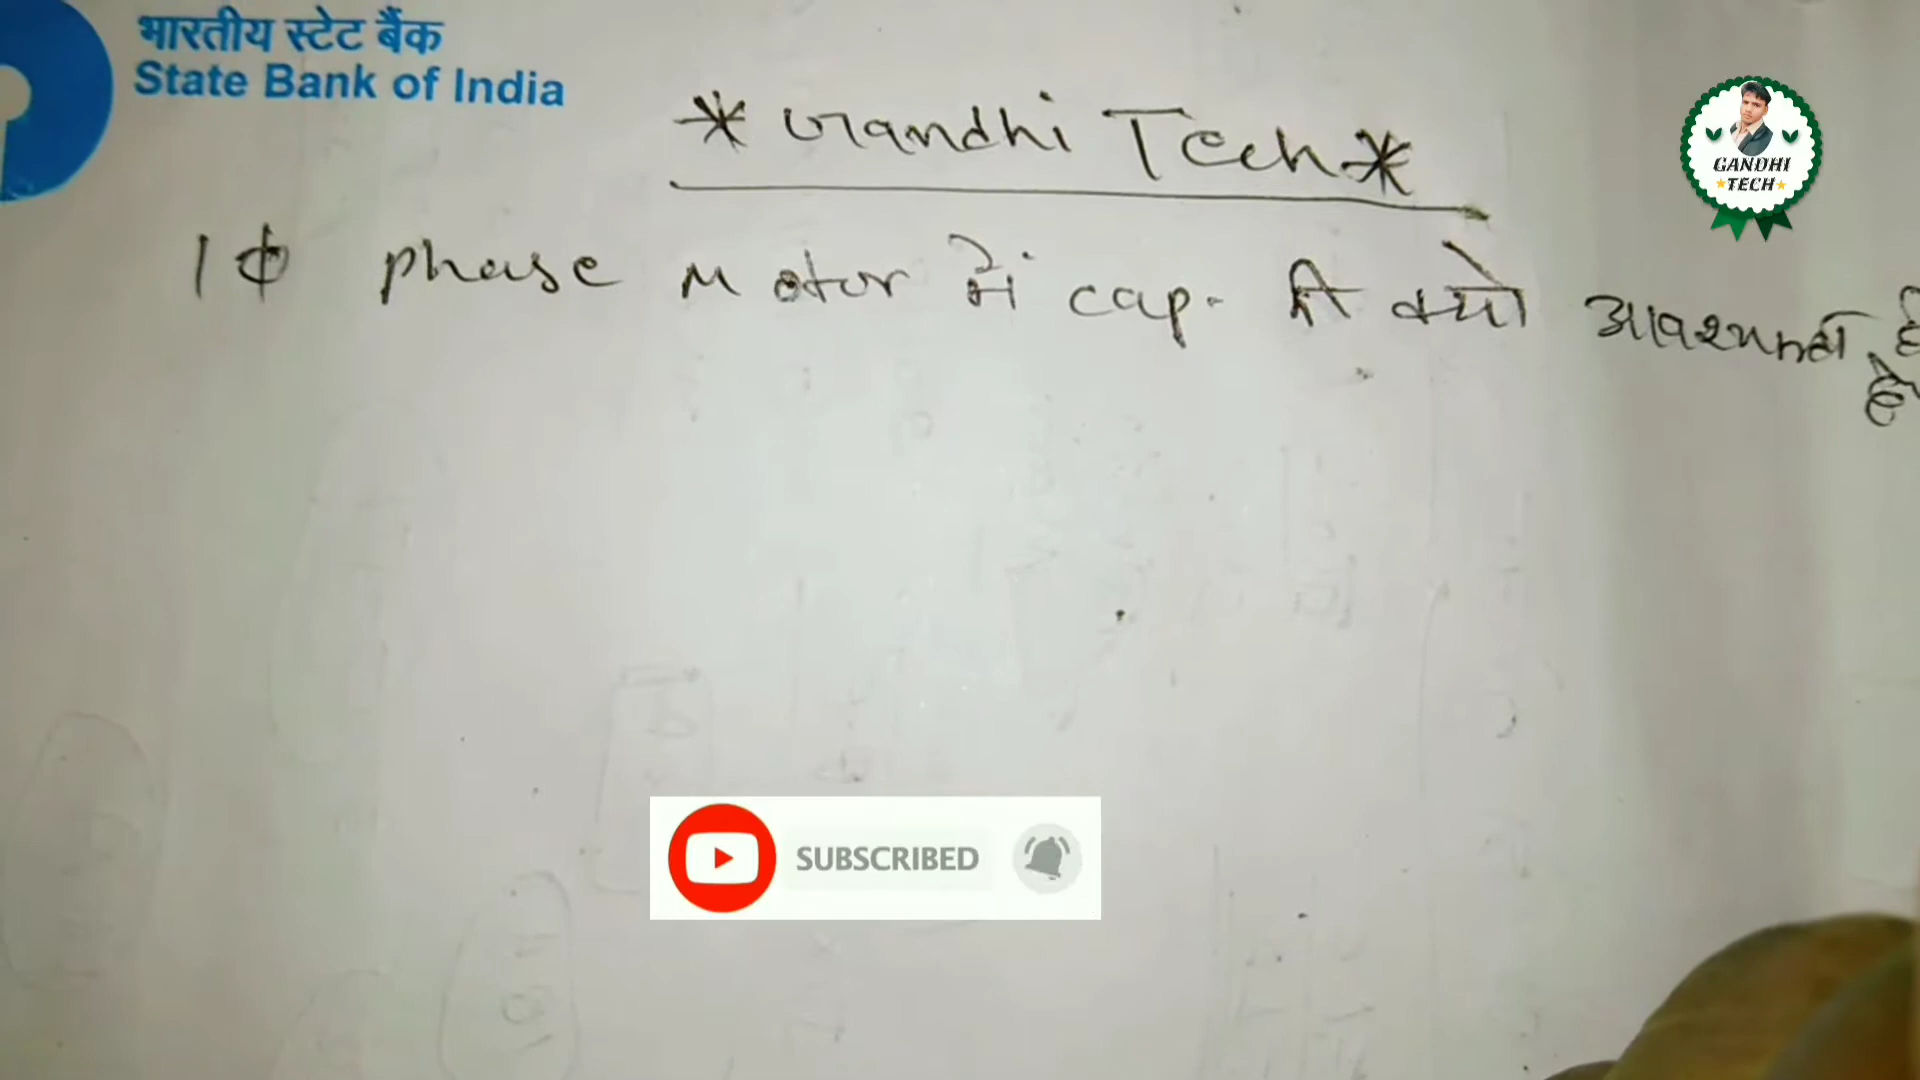 भारतीय स्टेट बैंक
State Bank of India
* Gandhi Tech *
1ϕ phase Motor में cap. कि क्यो आवश्यकता है
है
GANDHI
TECH
SUBSCRIBED